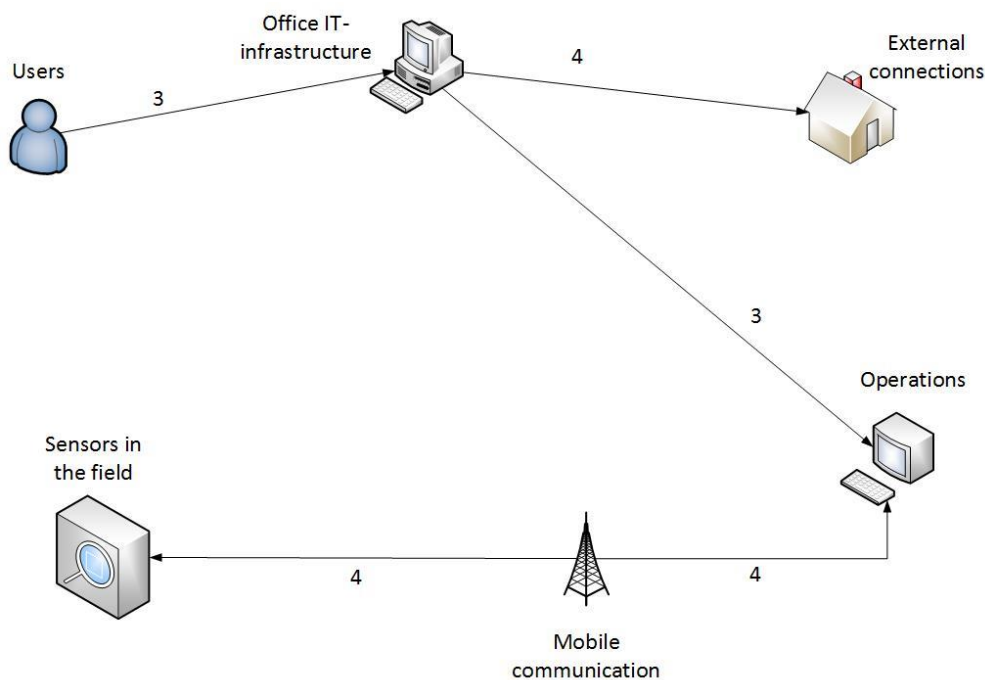 Office IT-
infrastructure
Users
3
4
External
connections
3
Operations
Sensors in
the field
4
4
Mobile
communication